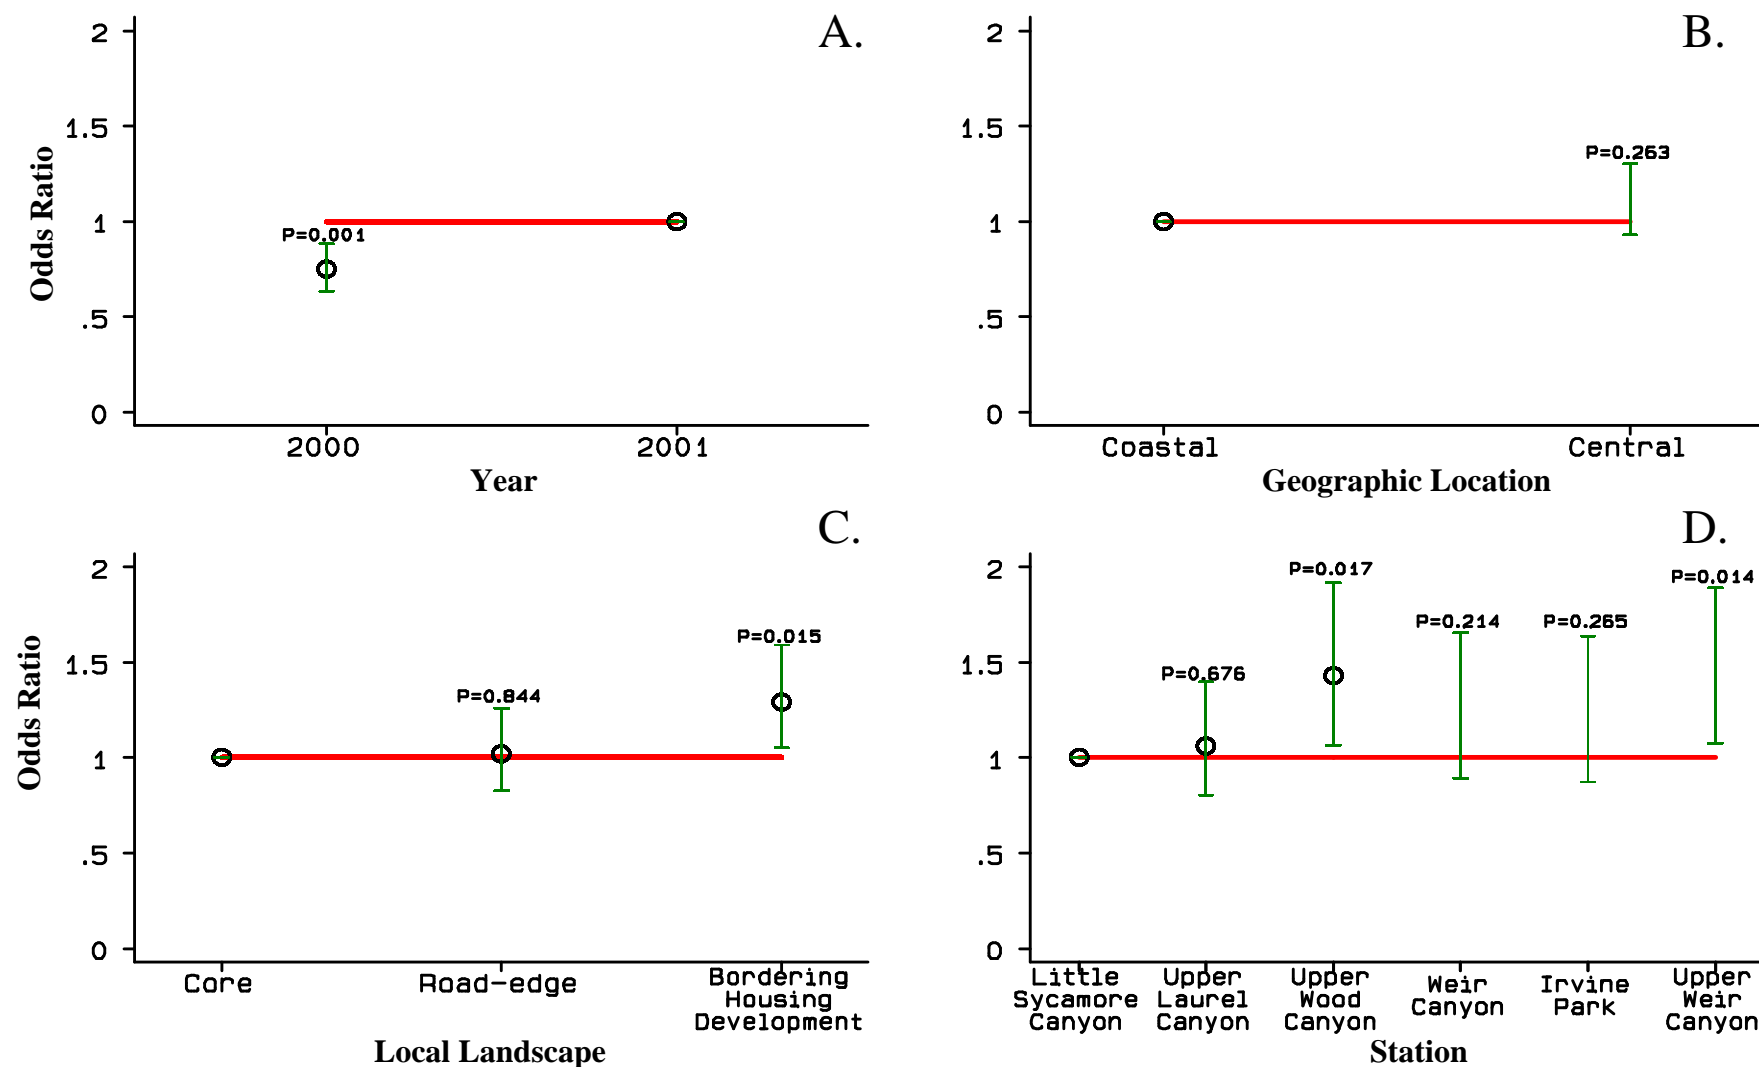 A.
2
1.5
1
.5
0
Odds Ratio
P=0.001
2000
2001
Year
B.
2
1.5
1
.5
0
P=0.263
Coastal
Central
Geographic Location
C.
2
1.5
1
.5
0
Odds Ratio
P=0.844
P=0.015
Core
Road-edge
Bordering
Housing
Development
Local Landscape
D.
2
1.5
1
.5
0
P=0.676
P=0.017
P=0.214
P=0.265
P=0.014
Little
Sycamore
Canyon
Upper
Laurel
Canyon
Upper
Wood
Canyon
Weir
Canyon
Irvine
Park
Upper
Weir
Canyon
Station